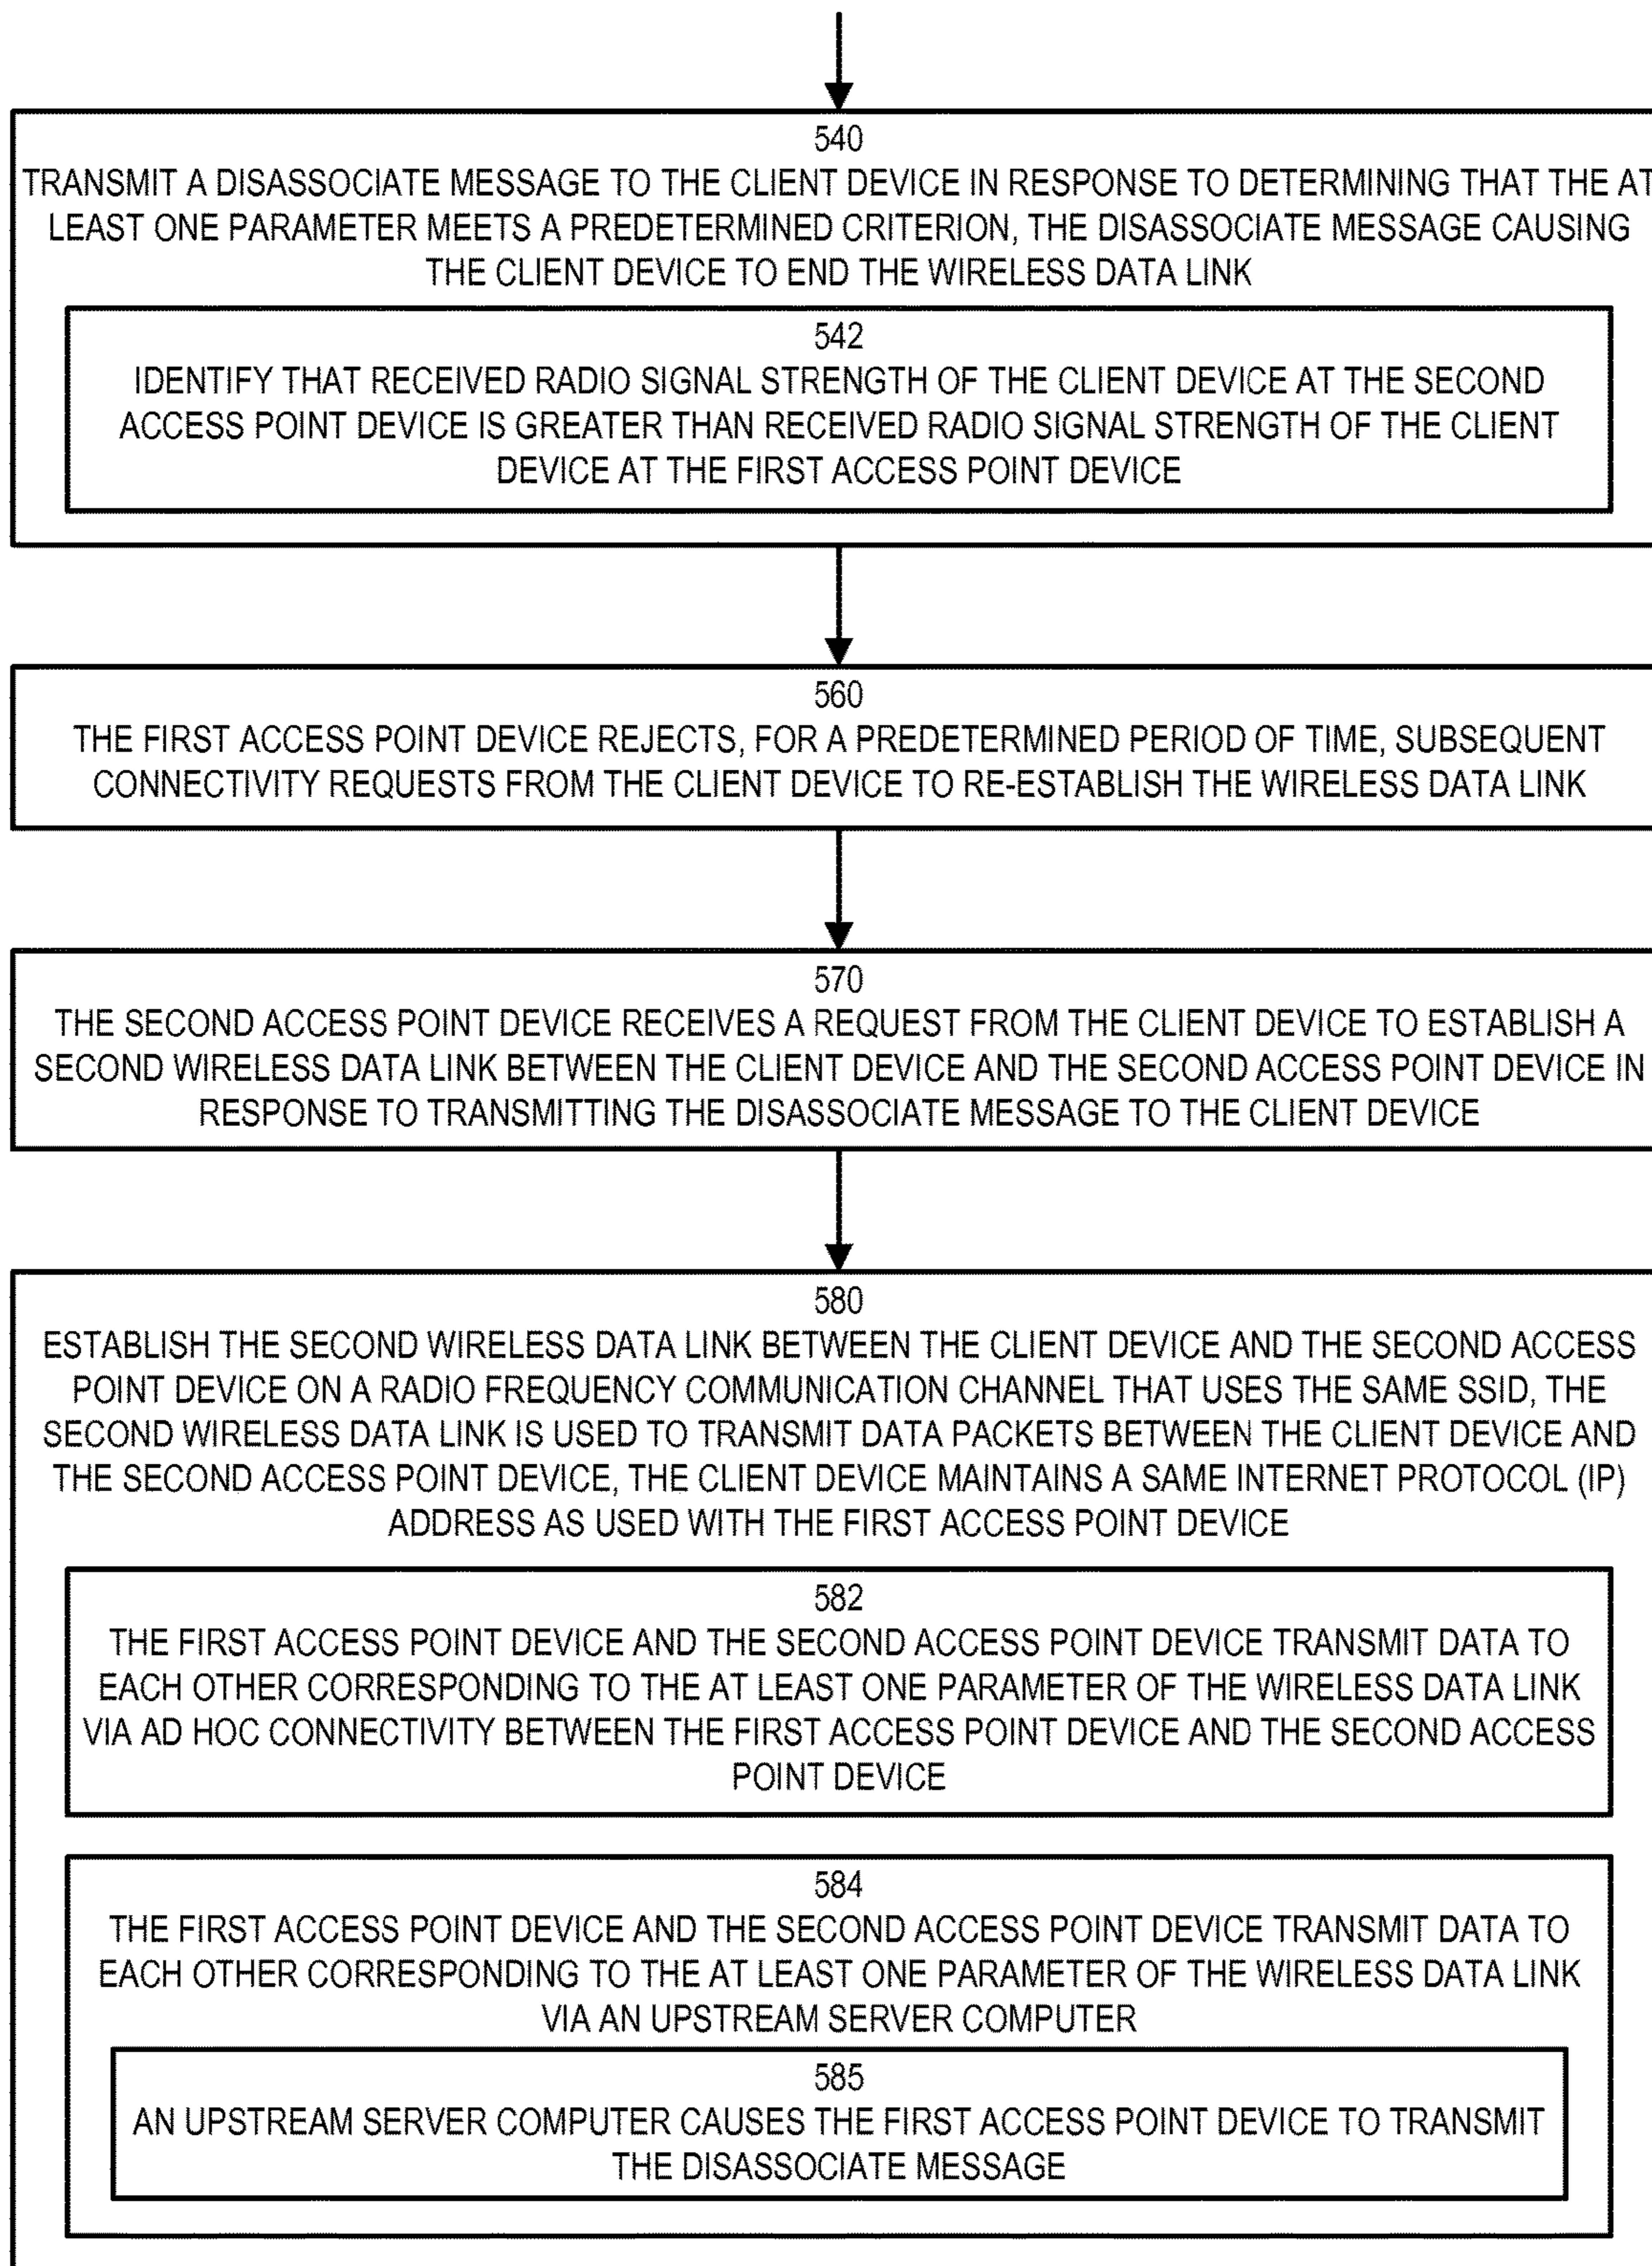 540
TRANSMIT A DISASSOCIATE MESSAGE TO THE CLIENT DEVICE IN RESPONSE TO DETERMINING THAT THE AT
LEAST ONE PARAMETER MEETS A PREDETERMINED CRITERION, THE DISASSOCIATE MESSAGE CAUSING
THE CLIENT DEVICE TO END THE WIRELESS DATA LINK
542
IDENTIFY THAT RECEIVED RADIO SIGNAL STRENGTH OF THE CLIENT DEVICE AT THE SECOND
ACCESS POINT DEVICE IS GREATER THAN RECEIVED RADIO SIGNAL STRENGTH OF THE CLIENT
DEVICE AT THE FIRST ACCESS POINT DEVICE
560
THE FIRST ACCESS POINT DEVICE REJECTS, FOR A PREDETERMINED PERIOD OF TIME, SUBSEQUENT
CONNECTIVITY REQUESTS FROM THE CLIENT DEVICE TO RE-ESTABLISH THE WIRELESS DATA LINK
570
THE SECOND ACCESS POINT DEVICE RECEIVES A REQUEST FROM THE CLIENT DEVICE TO ESTABLISH A
SECOND WIRELESS DATA LINK BETWEEN THE CLIENT DEVICE AND THE SECOND ACCESS POINT DEVICE IN
RESPONSE TO TRANSMITTING THE DISASSOCIATE MESSAGE TO THE CLIENT DEVICE
580
ESTABLISH THE SECOND WIRELESS DATA LINK BETWEEN THE CLIENT DEVICE AND THE SECOND ACCESS
POINT DEVICE ON A RADIO FREQUENCY COMMUNICATION CHANNEL THAT USES THE SAME SSID, THE
SECOND WIRELESS DATA LINK IS USED TO TRANSMIT DATA PACKETS BETWEEN THE CLIENT DEVICE AND
THE SECOND ACCESS POINT DEVICE, THE CLIENT DEVICE MAINTAINS A SAME INTERNET PROTOCOL (IP)
ADDRESS AS USED WITH THE FIRST ACCESS POINT DEVICE
582
THE FIRST ACCESS POINT DEVICE AND THE SECOND ACCESS POINT DEVICE TRANSMIT DATA TO
EACH OTHER CORRESPONDING TO THE AT LEAST ONE PARAMETER OF THE WIRELESS DATA LINK
VIA AD HOC CONNECTIVITY BETWEEN THE FIRST ACCESS POINT DEVICE AND THE SECOND ACCESS
POINT DEVICE
584
THE FIRST ACCESS POINT DEVICE AND THE SECOND ACCESS POINT DEVICE TRANSMIT DATA TO
EACH OTHER CORRESPONDING TO THE AT LEAST ONE PARAMETER OF THE WIRELESS DATA LINK
VIA AN UPSTREAM SERVER COMPUTER
585
AN UPSTREAM SERVER COMPUTER CAUSES THE FIRST ACCESS POINT DEVICE TO TRANSMIT
THE DISASSOCIATE MESSAGE